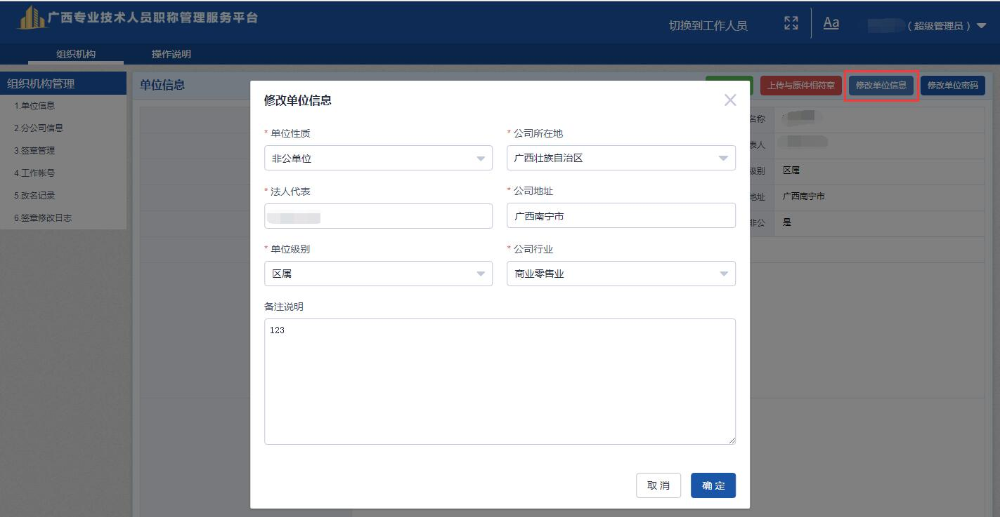 广西专业技术人员职称管理服务平台
切换到工作人员
Aa
（超级管理员）
组织机构
操作说明
组织机构管理
1.单位信息
2.分公司信息
3.签章管理
4.工作帐号
5.改名记录
6.签章修改日志
单位信息
上传与原件相符章
修改单位信息
修改单位密码
名称
表人
级别
区属
地址
广西南宁市
非公
是
修改单位信息
* 单位性质
* 公司所在地
非公单位
广西壮族自治区
* 法人代表
* 公司地址
广西南宁市
* 单位级别
* 公司行业
区属
商业零售业
备注说明
123
取 消
确 定